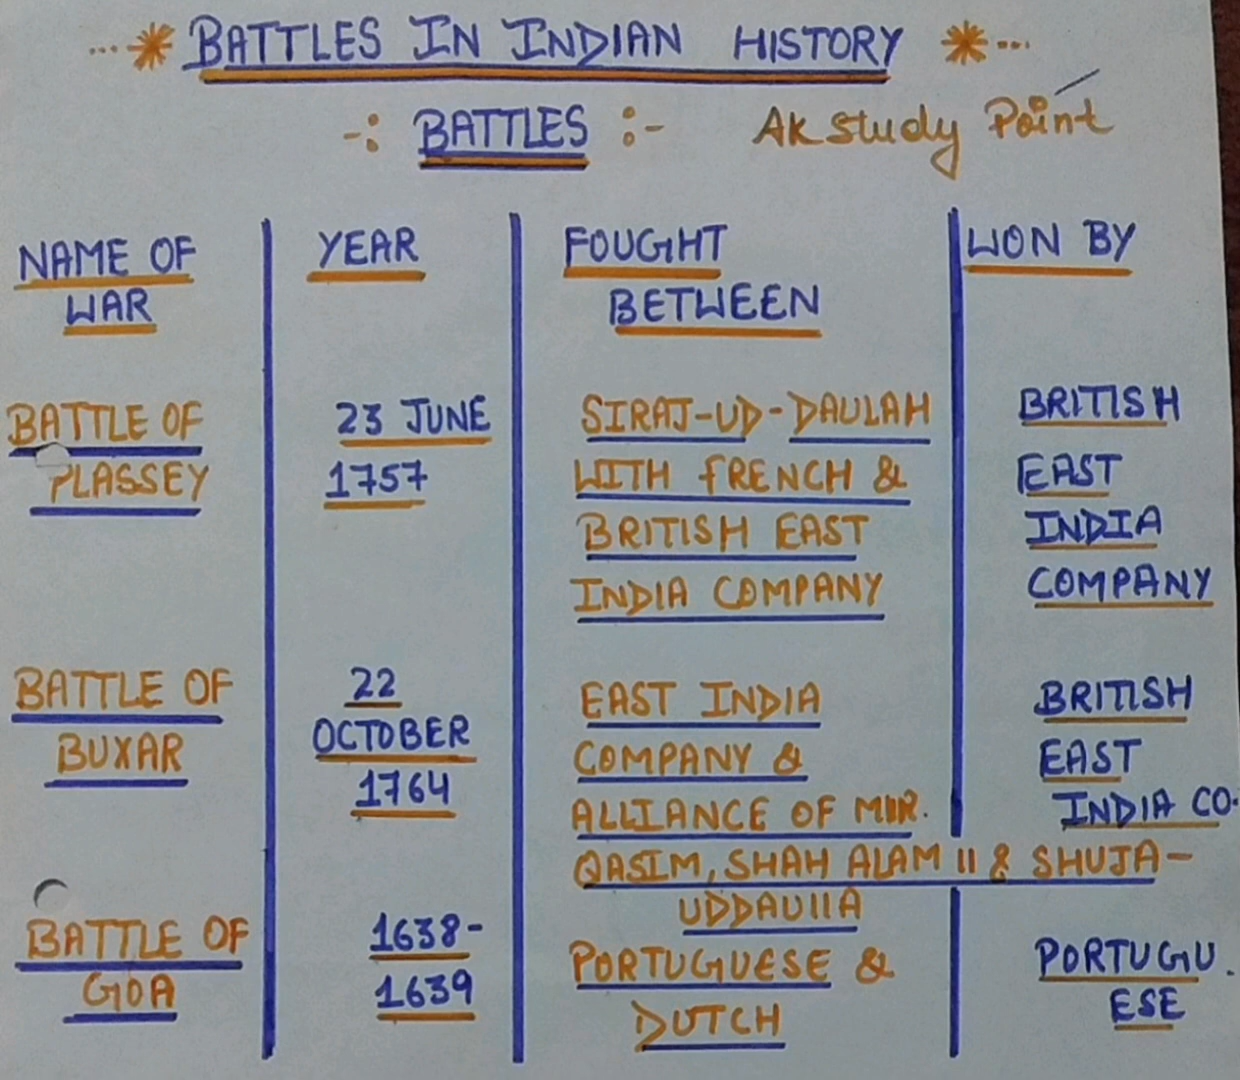 BATTLES IN INDIAN HISTORY
-: BATTLES :-
AK Study Point
NAME OF
WAR
YEAR
FOUGHT
BETWEEN
WON BY
BATTLE OF
PLASSEY
23 JUNE
1757
SIRAJ-UD-DAULAH
WITH FRENCH &
BRITISH EAST
INDIA COMPANY
BRITISH
EAST
INDIA
COMPANY
BATTLE OF
BUXAR
22
OCTOBER
1764
EAST INDIA
COMPANY &
ALLIANCE OF MIR.
QASIM, SHAH ALAM II & SHUJA-
UDDAULLA
BRITISH
EAST
INDIA CO.
BATTLE OF
GOA
1638-
1639
PORTUGUESE &
DUTCH
PORTUGU.
ESE